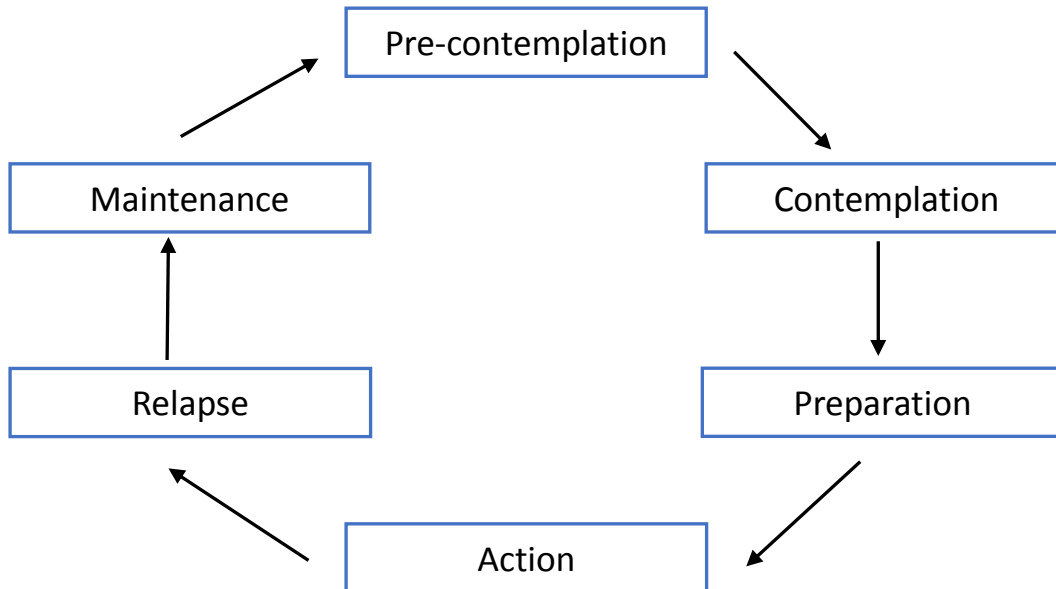 Pre-contemplation
Maintenance
Contemplation
Relapse
Preparation
Action